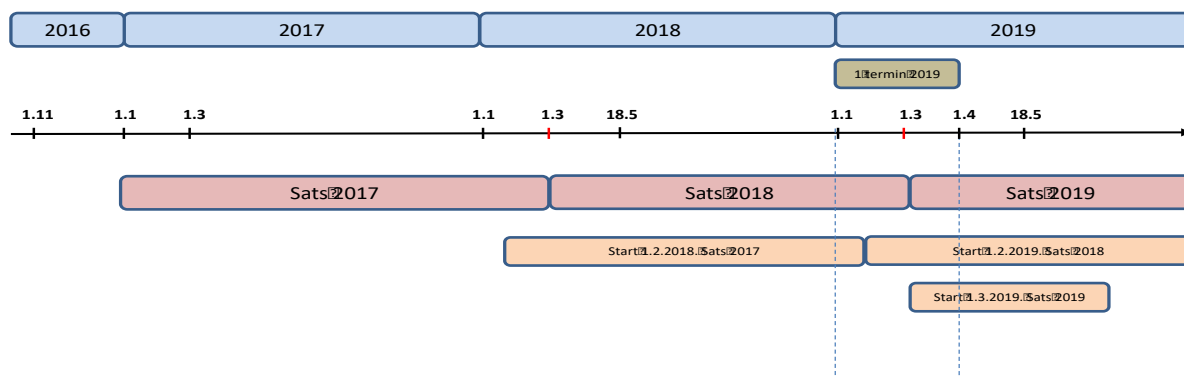 2016 2017 2018 2019
1. termin 2019
1.11 1.1 1.3 1.1 1.3 18.5 1.1 1.3 1.4 18.5
Sats 2017 Sats 2018 Sats 2019
Start 1.2.2018. Sats 2017 Start 1.2.2019. Sats 2018
Start 1.3.2019. Sats 2019